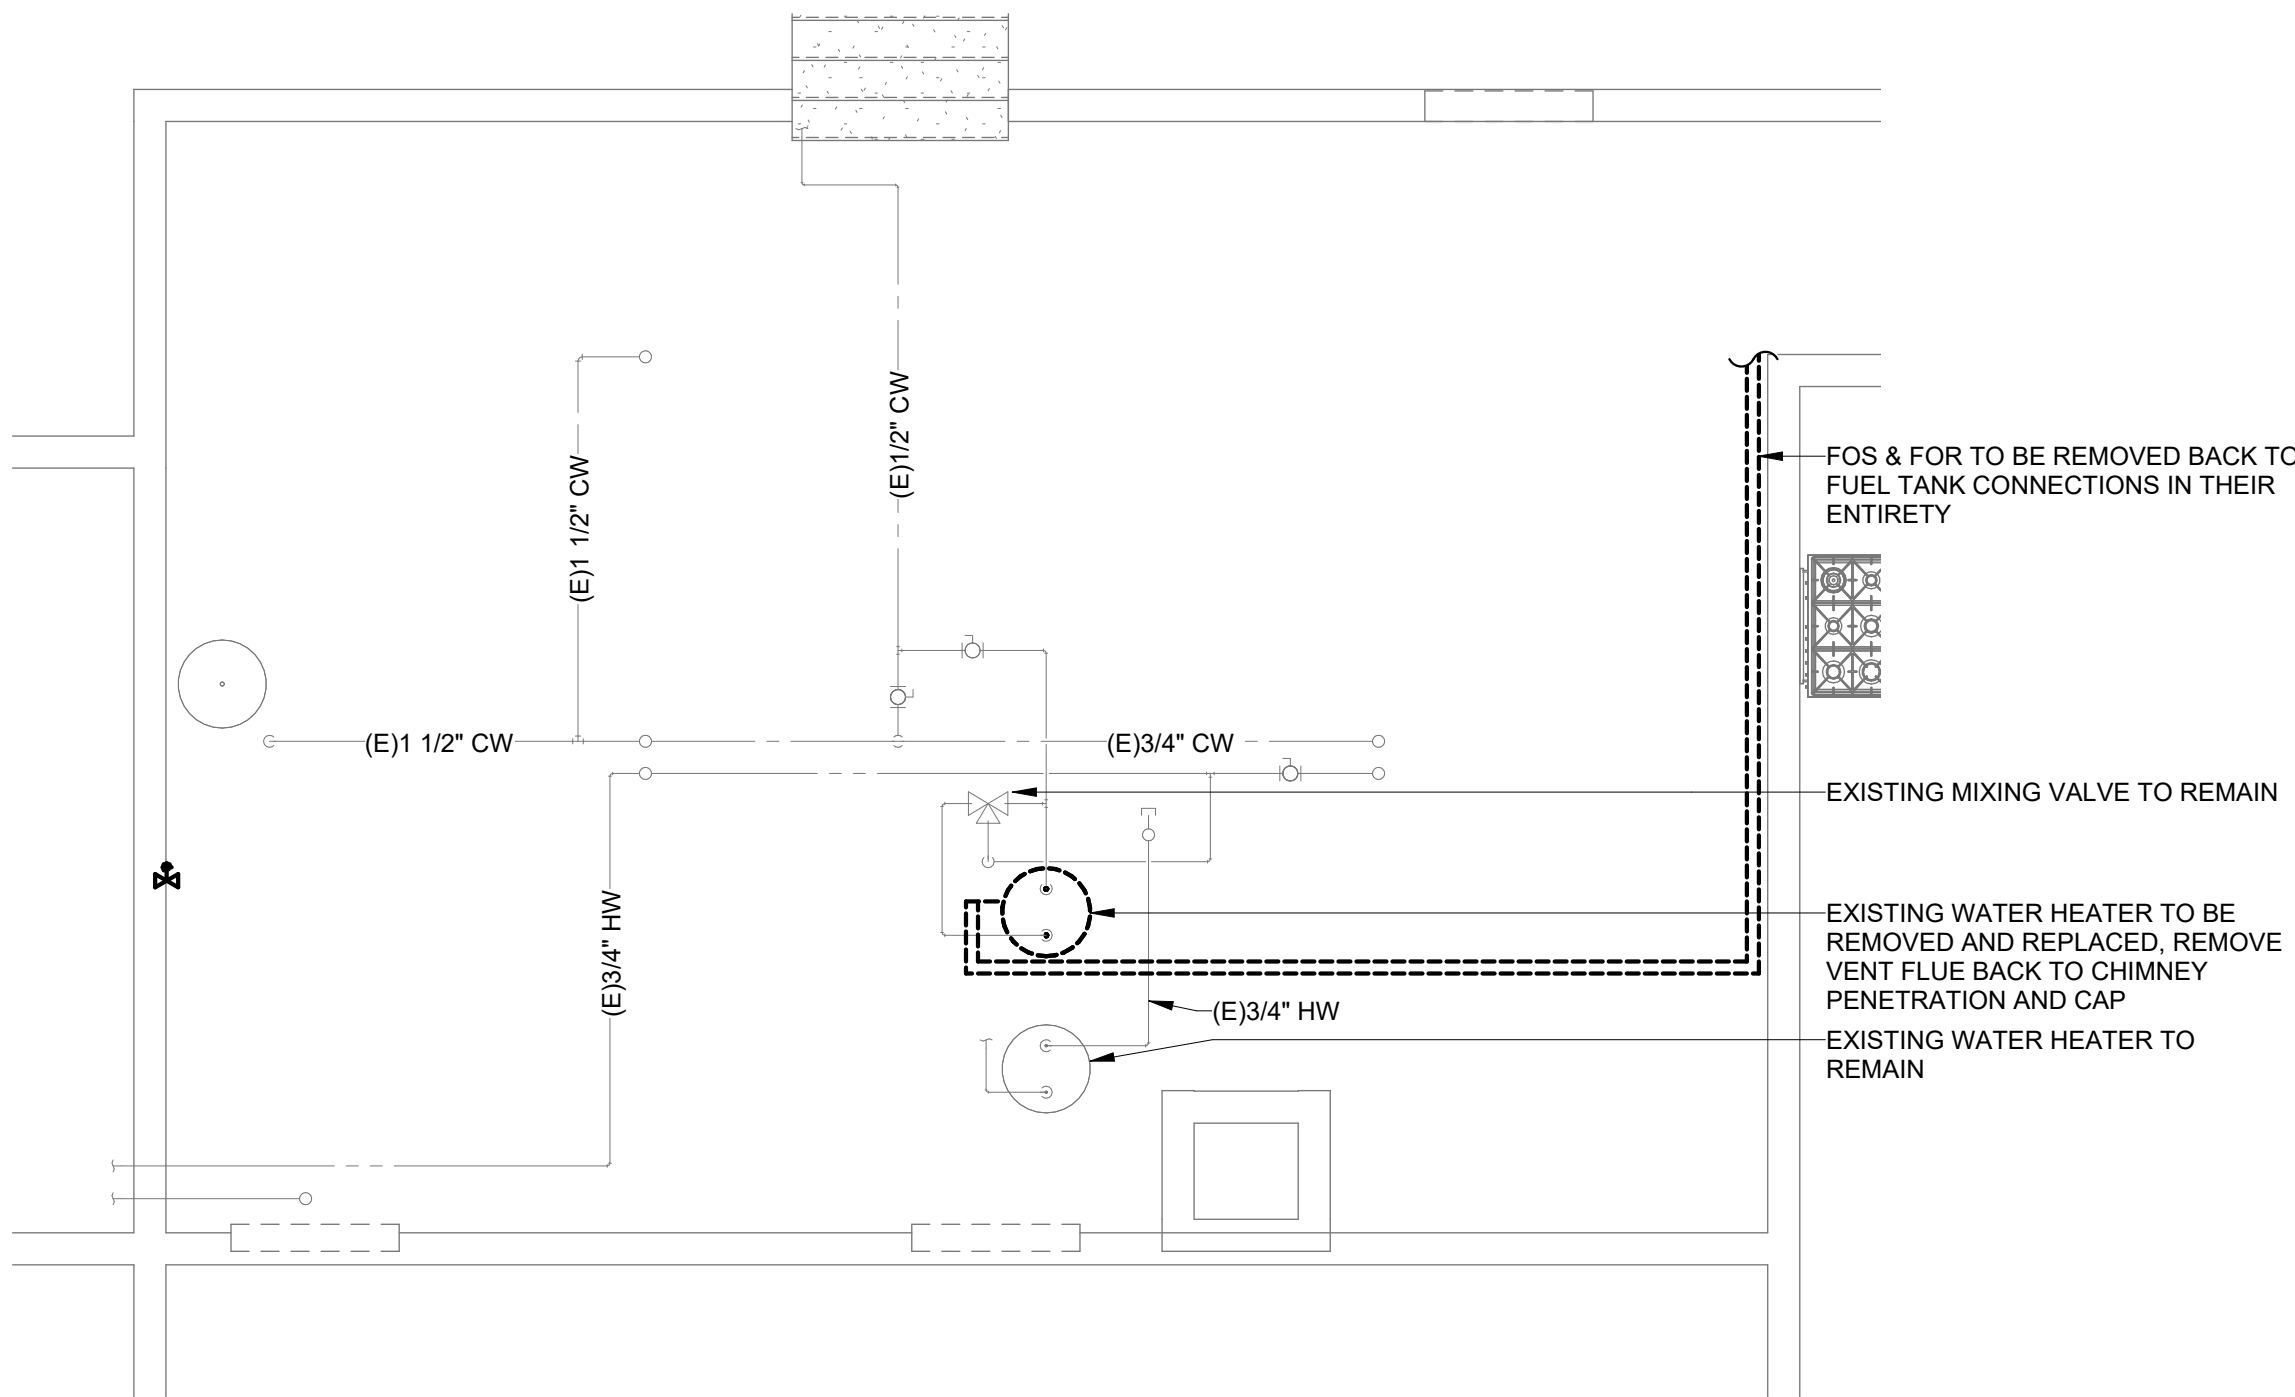 (E)1/2" CW
(E)1 1/2" CW
FOS & FOR TO BE REMOVED BACK TO
FUEL TANK CONNECTIONS IN THEIR
ENTIRETY
(E)1 1/2" CW
(E)3/4" CW
EXISTING MIXING VALVE TO REMAIN
(E)3/4" HW
EXISTING WATER HEATER TO BE
REMOVED AND REPLACED, REMOVE
VENT FLUE BACK TO CHIMNEY
PENETRATION AND CAP
(E)3/4" HW
EXISTING WATER HEATER TO
REMAIN